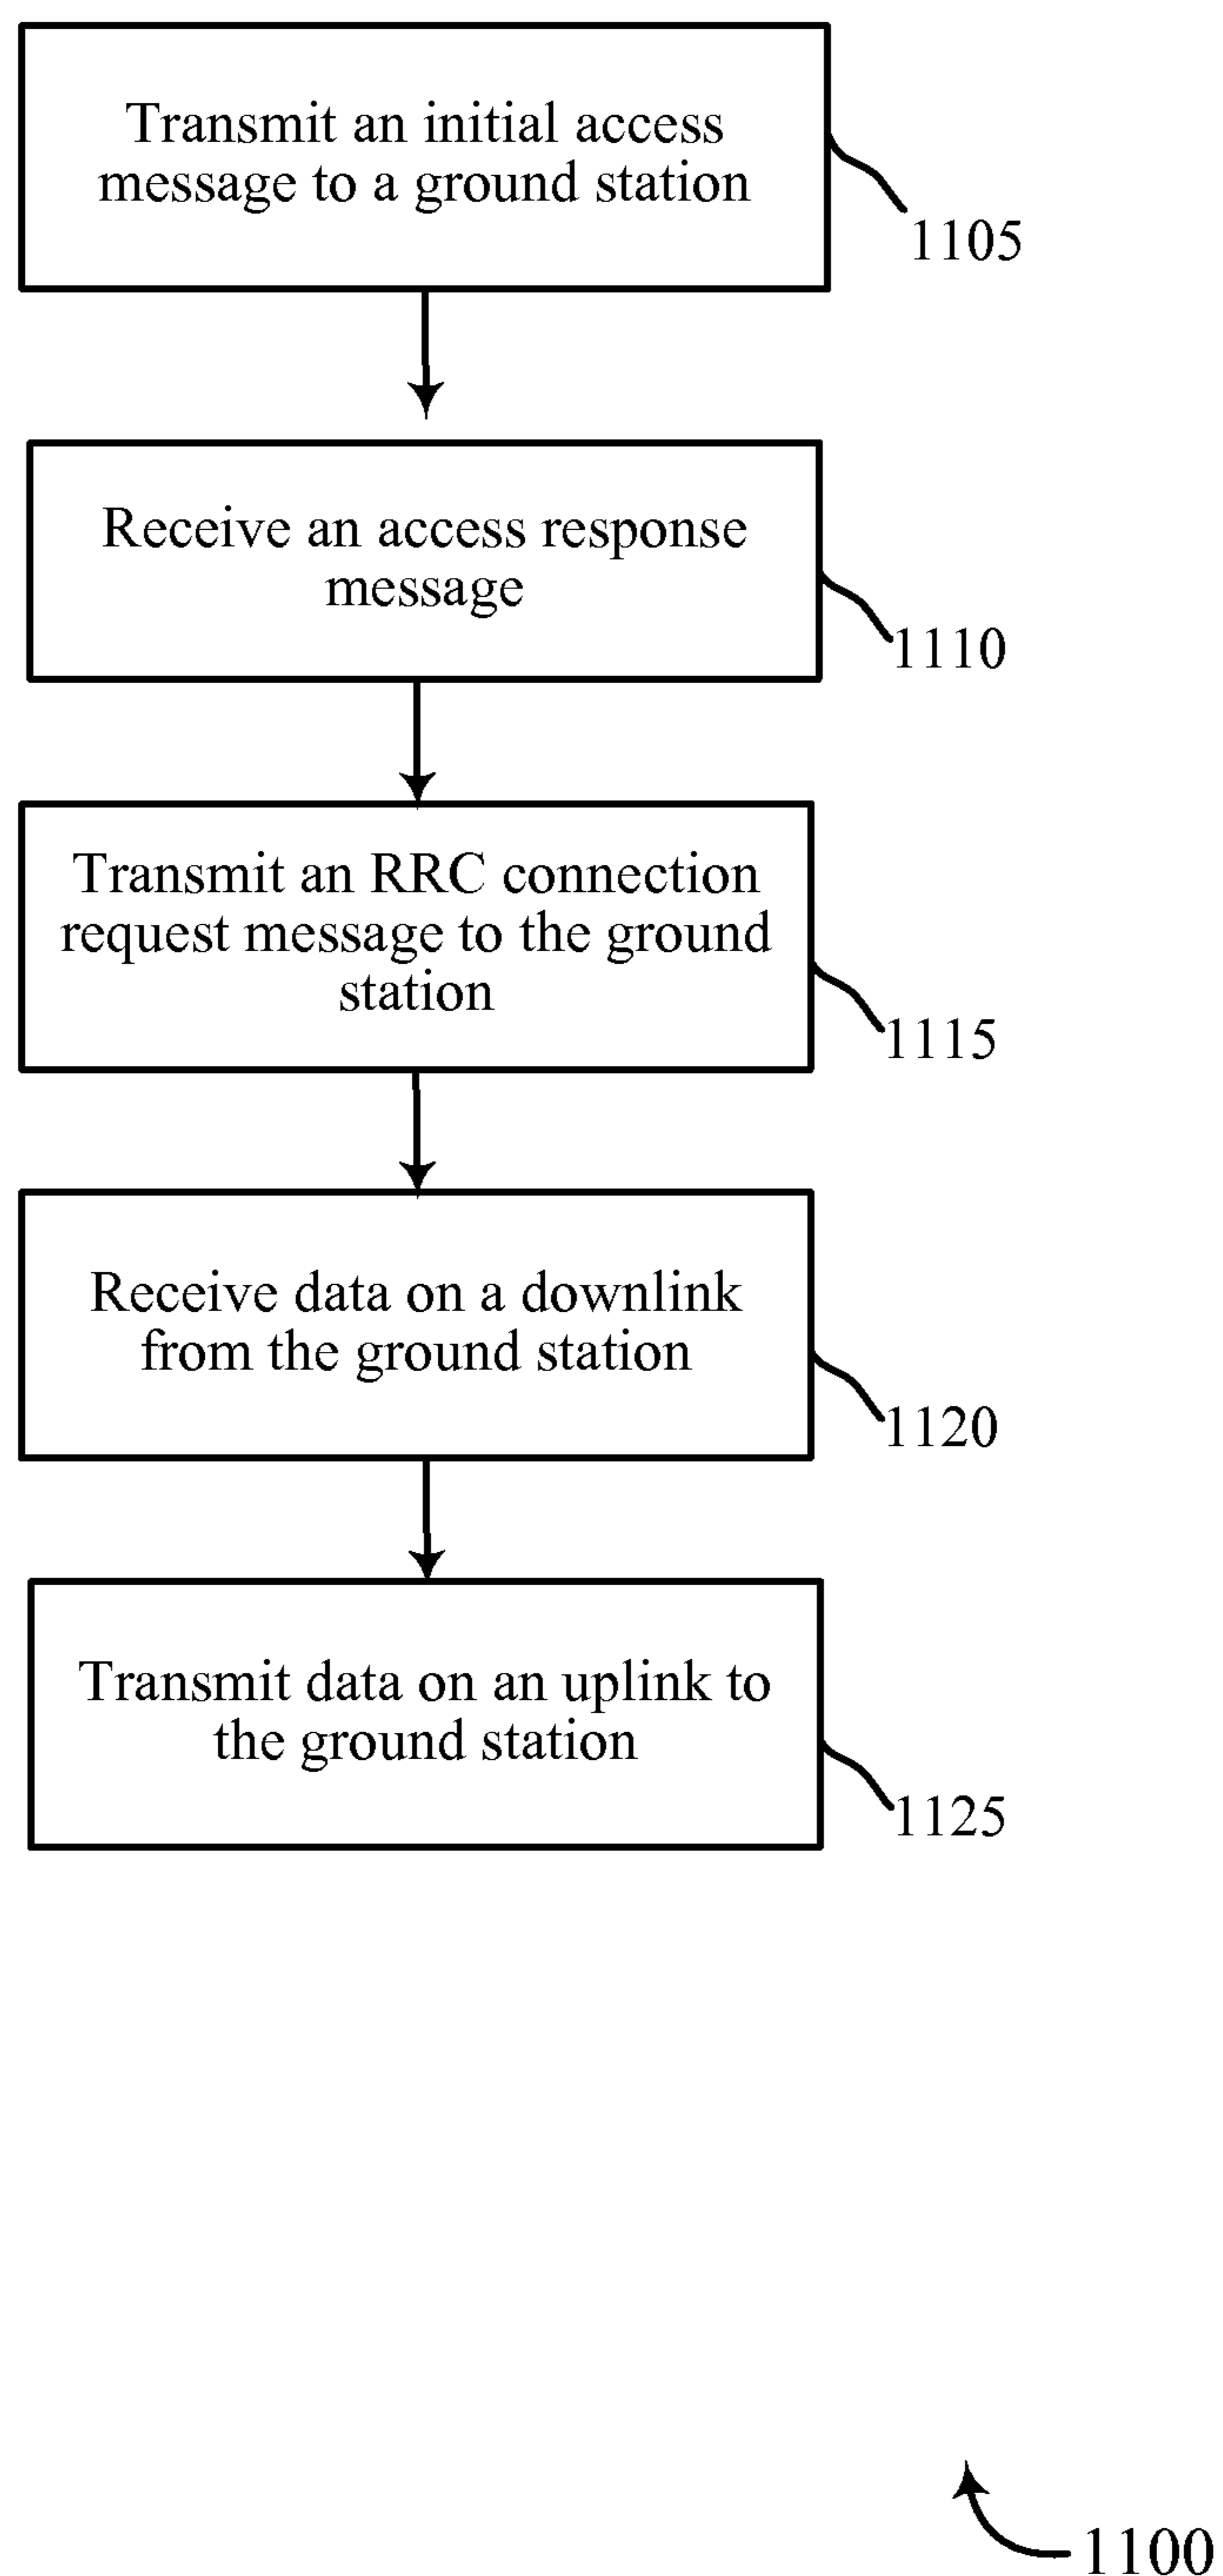 Transmit an initial access
message to a ground station
1105
Receive an access response
message
1110
Transmit an RRC connection
request message to the ground
station
1115
Receive data on a downlink
from the ground station
1120
Transmit data on an uplink to
the ground station
1125
1100